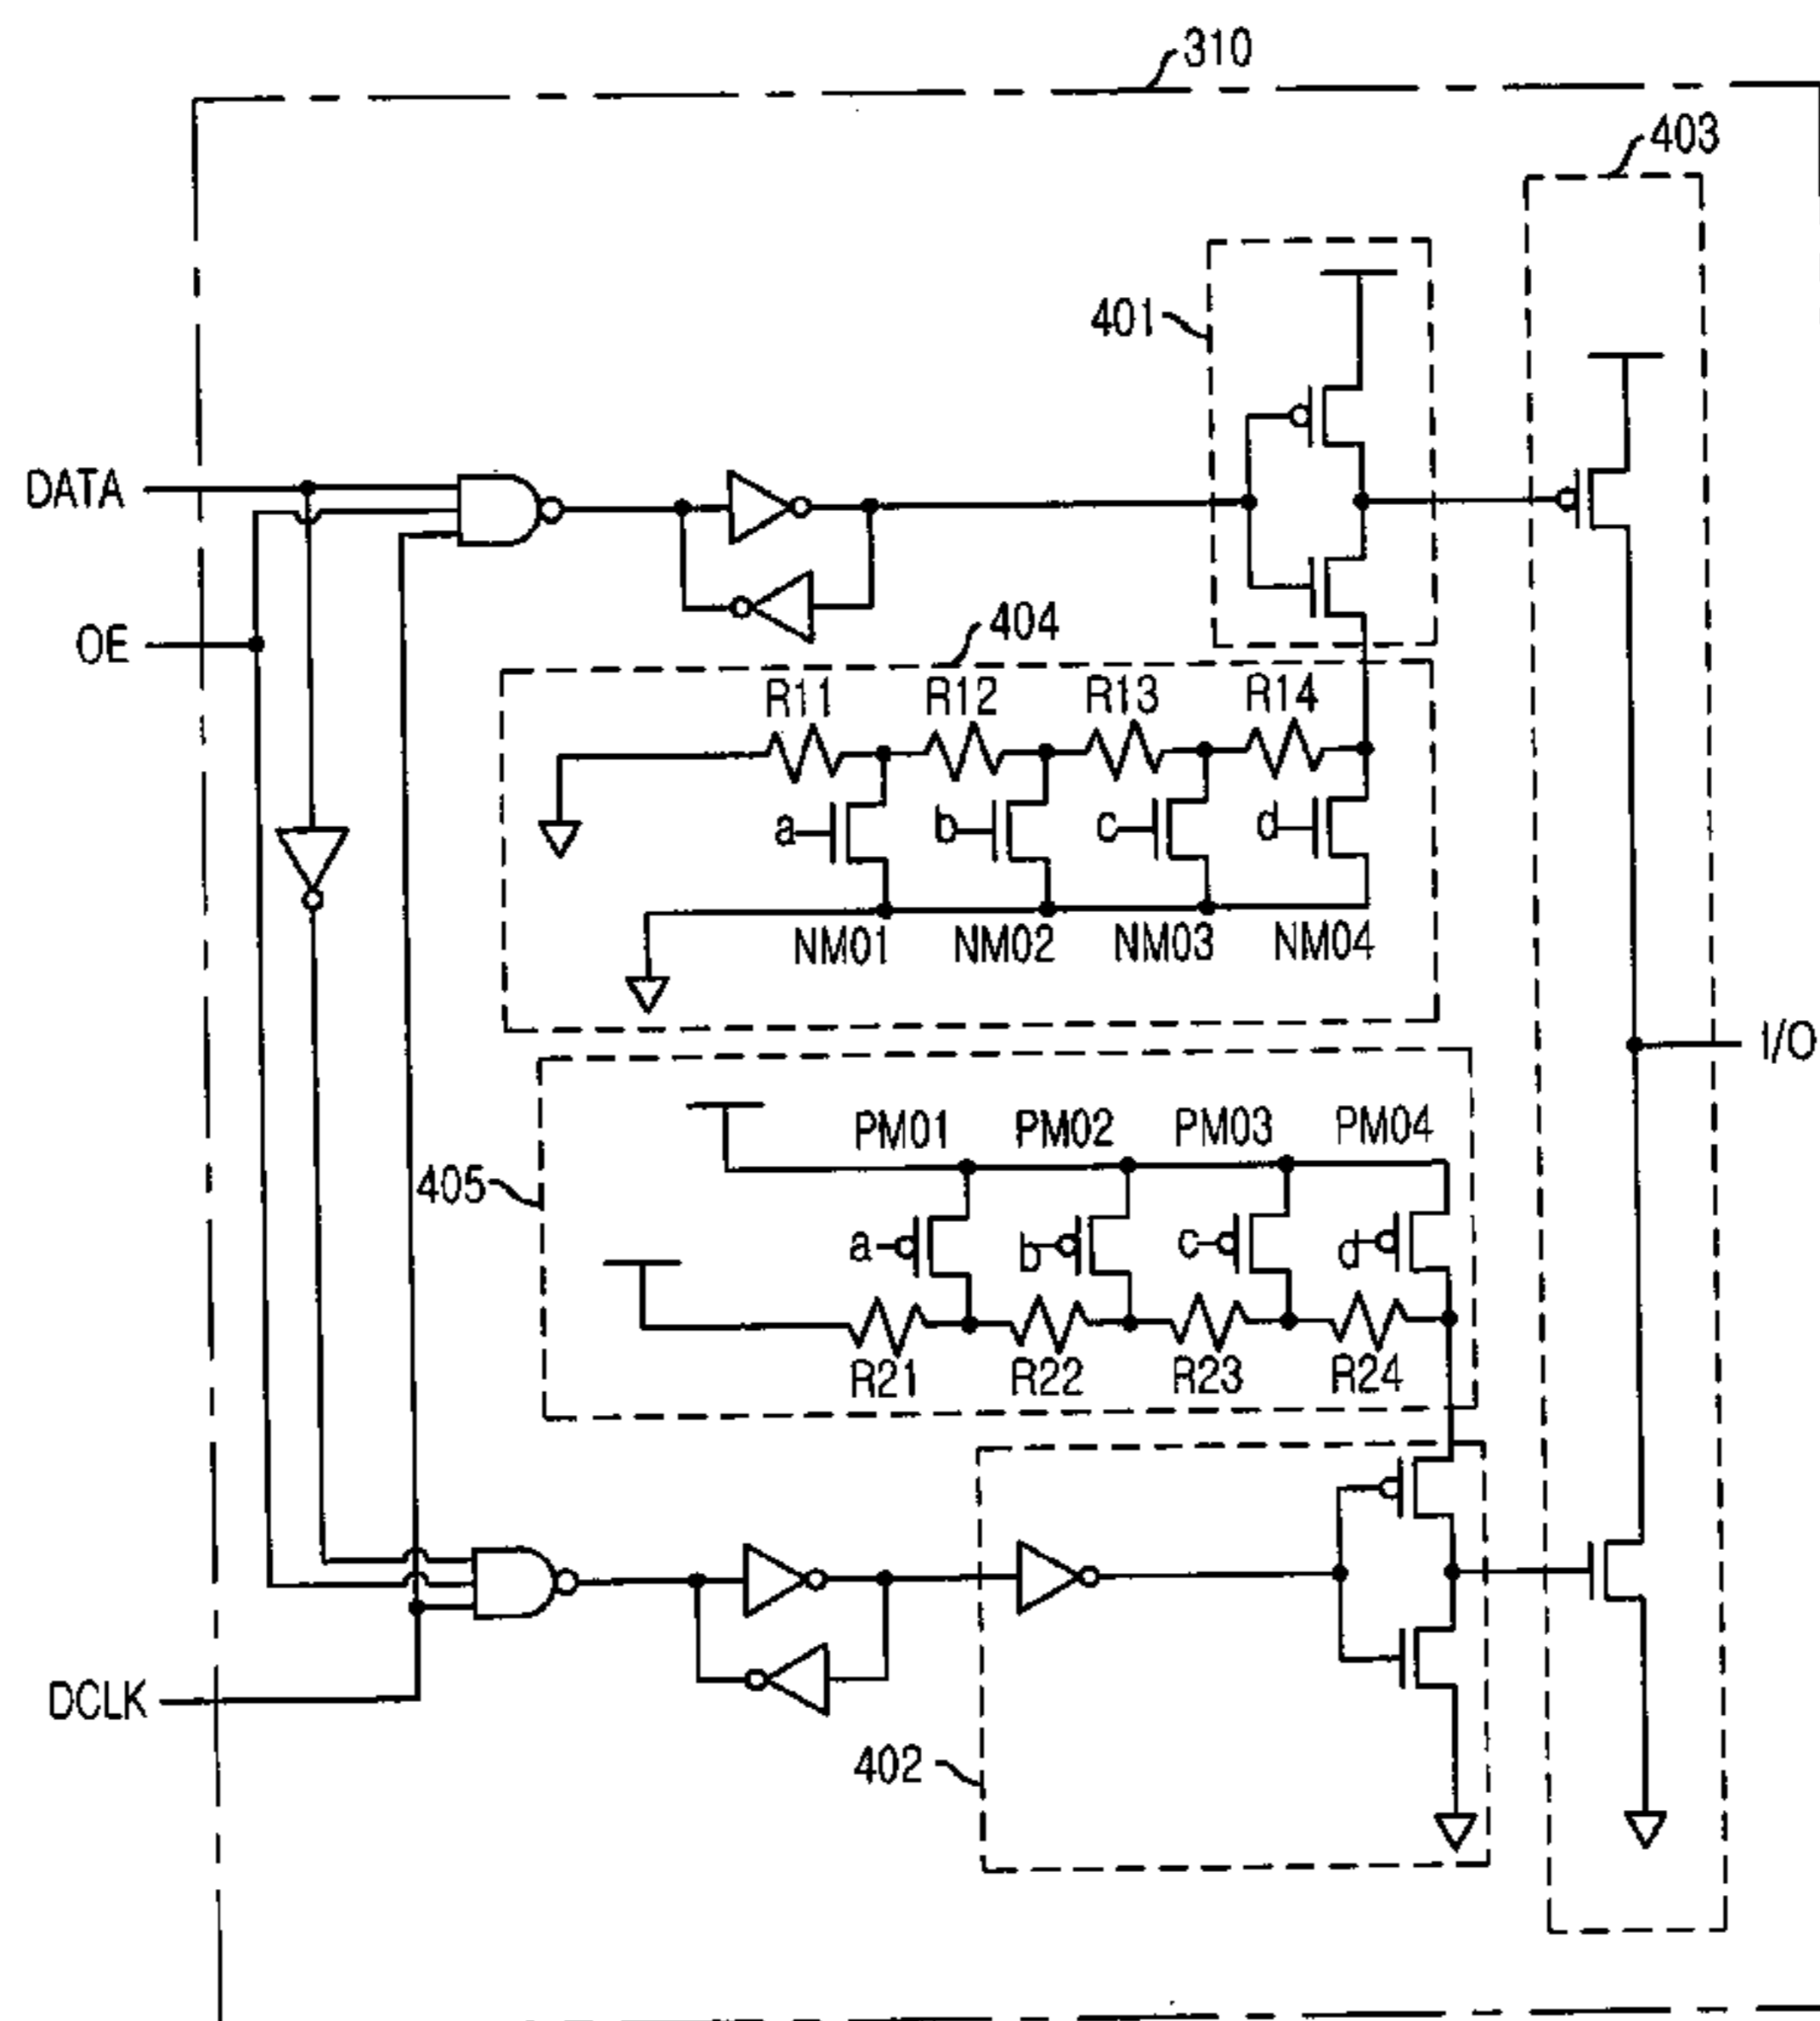 310
403
401
DATA
OE
404
R11 R12 R13 R14
a b c d
NM01 NM02 NM03 NM04
I/O
PM01 PM02 PM03 PM04
405
a b c d
R21 R22 R23 R24
DCLK
402